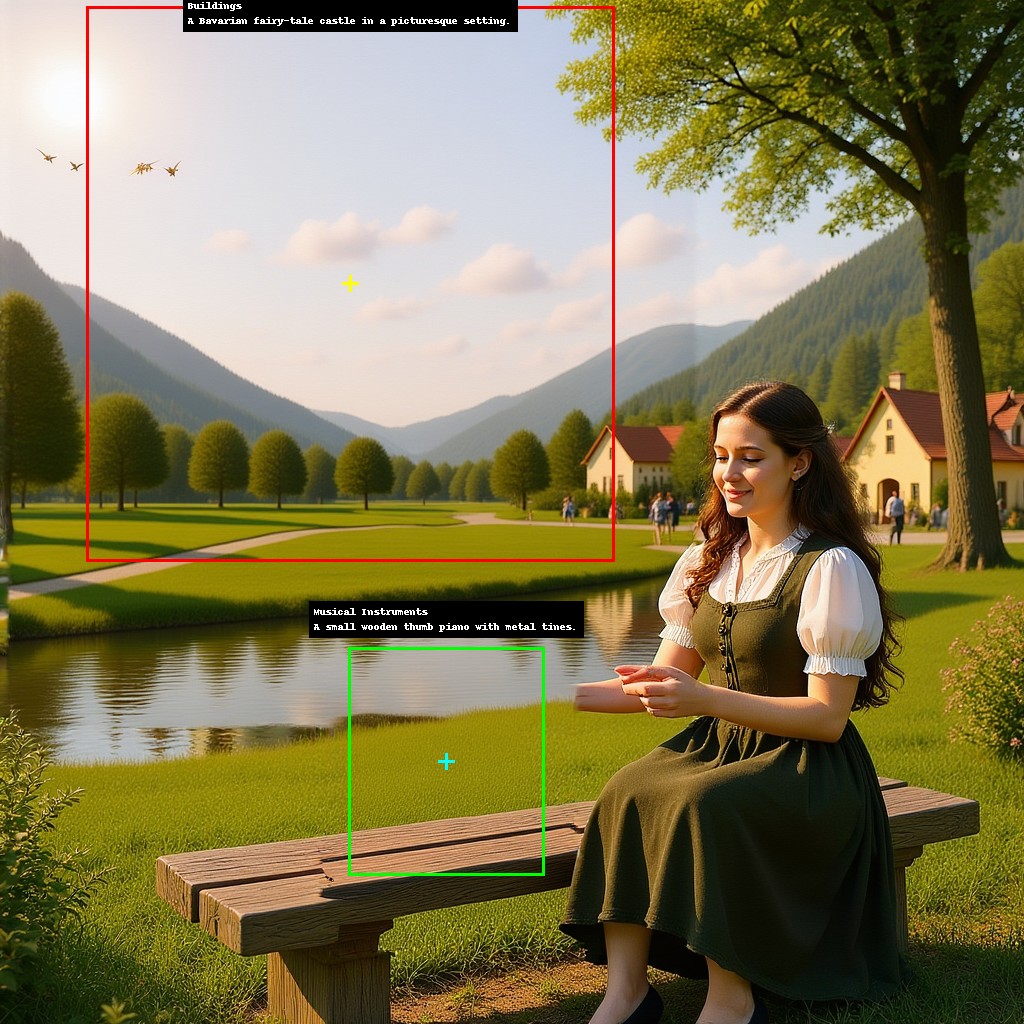 Buildings
A Bavarian fairy-tale castle in a picturesque setting.
Musical Instruments
A small wooden thumb piano with metal tines.